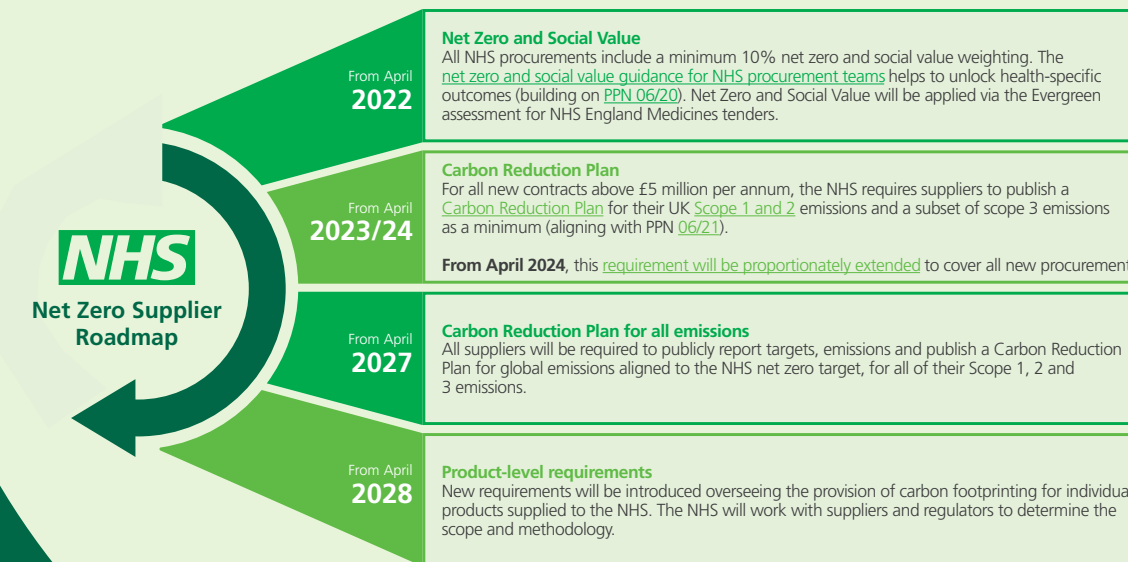 NHS
Net Zero Supplier
Roadmap
From April
2022
Net Zero and Social Value
All NHS procurements include a minimum 10% net zero and social value weighting. The
net zero and social value guidance for NHS procurement teams helps to unlock health-specific
outcomes (building on PPN 06/20). Net Zero and Social Value will be applied via the Evergreen
assessment for NHS England Medicines tenders.
From April
2023/24
Carbon Reduction Plan
For all new contracts above £5 million per annum, the NHS requires suppliers to publish a
Carbon Reduction Plan for their UK Scope 1 and 2 emissions and a subset of scope 3 emissions
as a minimum (aligning with PPN 06/21).
From April 2024, this requirement will be proportionately extended to cover all new procurement
From April
2027
Carbon Reduction Plan for all emissions
All suppliers will be required to publicly report targets, emissions and publish a Carbon Reduction
Plan for global emissions aligned to the NHS net zero target, for all of their Scope 1, 2 and
3 emissions.
From April
2028
Product-level requirements
New requirements will be introduced overseeing the provision of carbon footprinting for individua
products supplied to the NHS. The NHS will work with suppliers and regulators to determine the
scope and methodology.